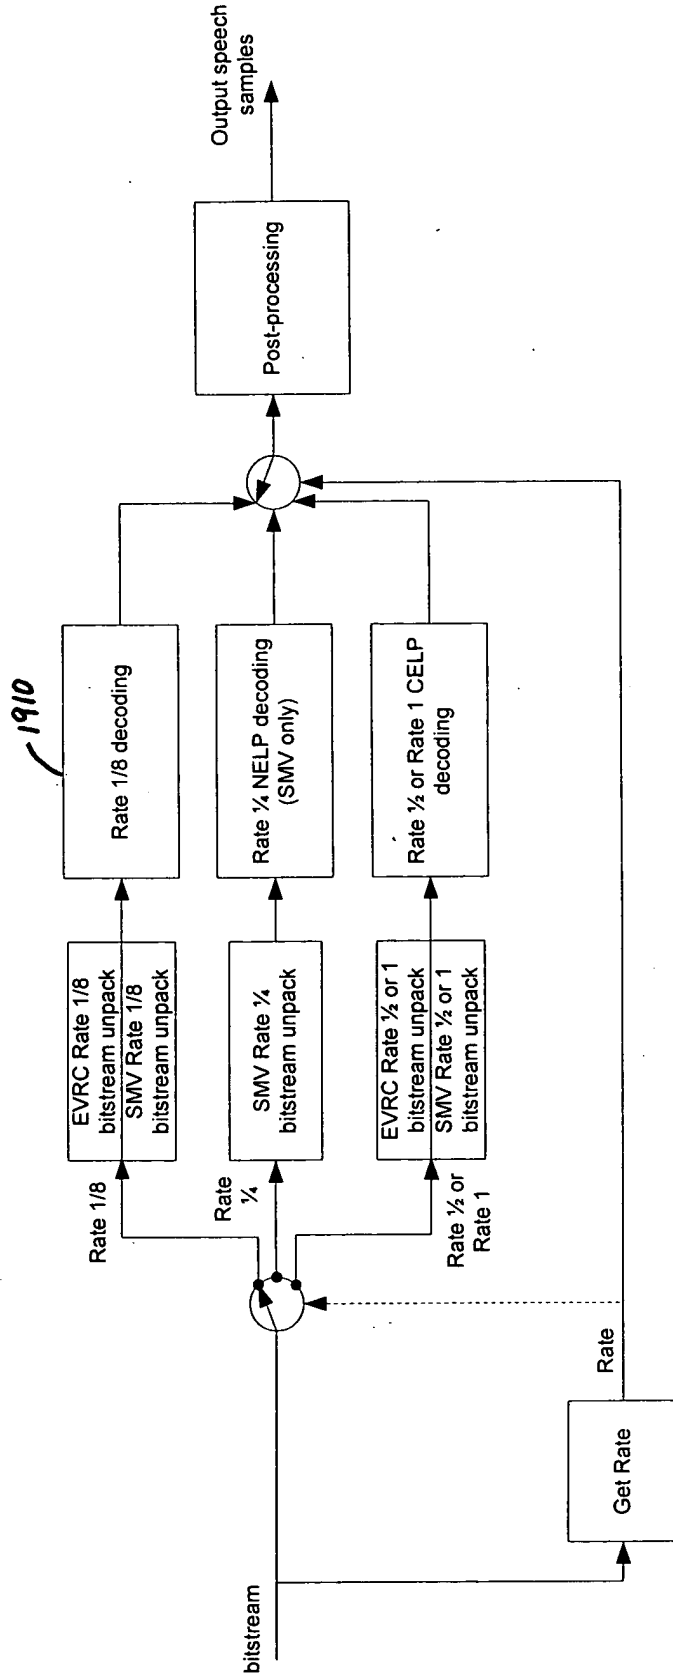 bitstream
Get Rate
Rate
Rate 1/8
Rate
¼
Rate ½ or
Rate 1
EVRC Rate 1/8
bitstream unpack
SMV Rate 1/8
bitstream unpack
SMV Rate ¼
bitstream unpack
EVRC Rate ½ or 1
bitstream unpack
SMV Rate ½ or 1
bitstream unpack
1910
Rate 1/8 decoding
Rate ¼ NELP decoding
(SMV only)
Rate ½ or Rate 1 CELP
decoding
Post-processing
Output speech
samples